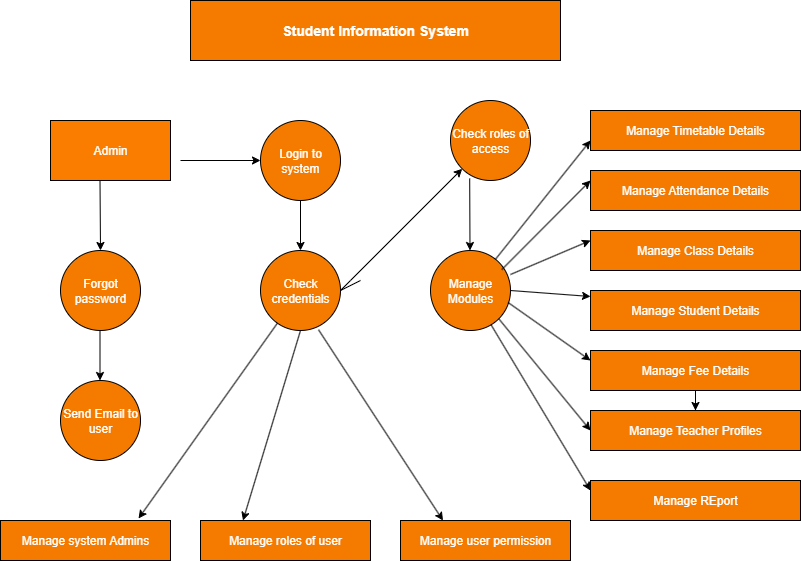 Student Information System
Admin
Login to
system
Check roles of
access
Manage Timetable Details
Manage Attendance Details
Manage Class Details
Forgot
password
Check
credentials
Manage
Modules
Manage Student Details
Manage Fee Details
Send Email to
user
Manage Teacher Profiles
Manage REport
Manage system Admins
Manage roles of user
Manage user permission